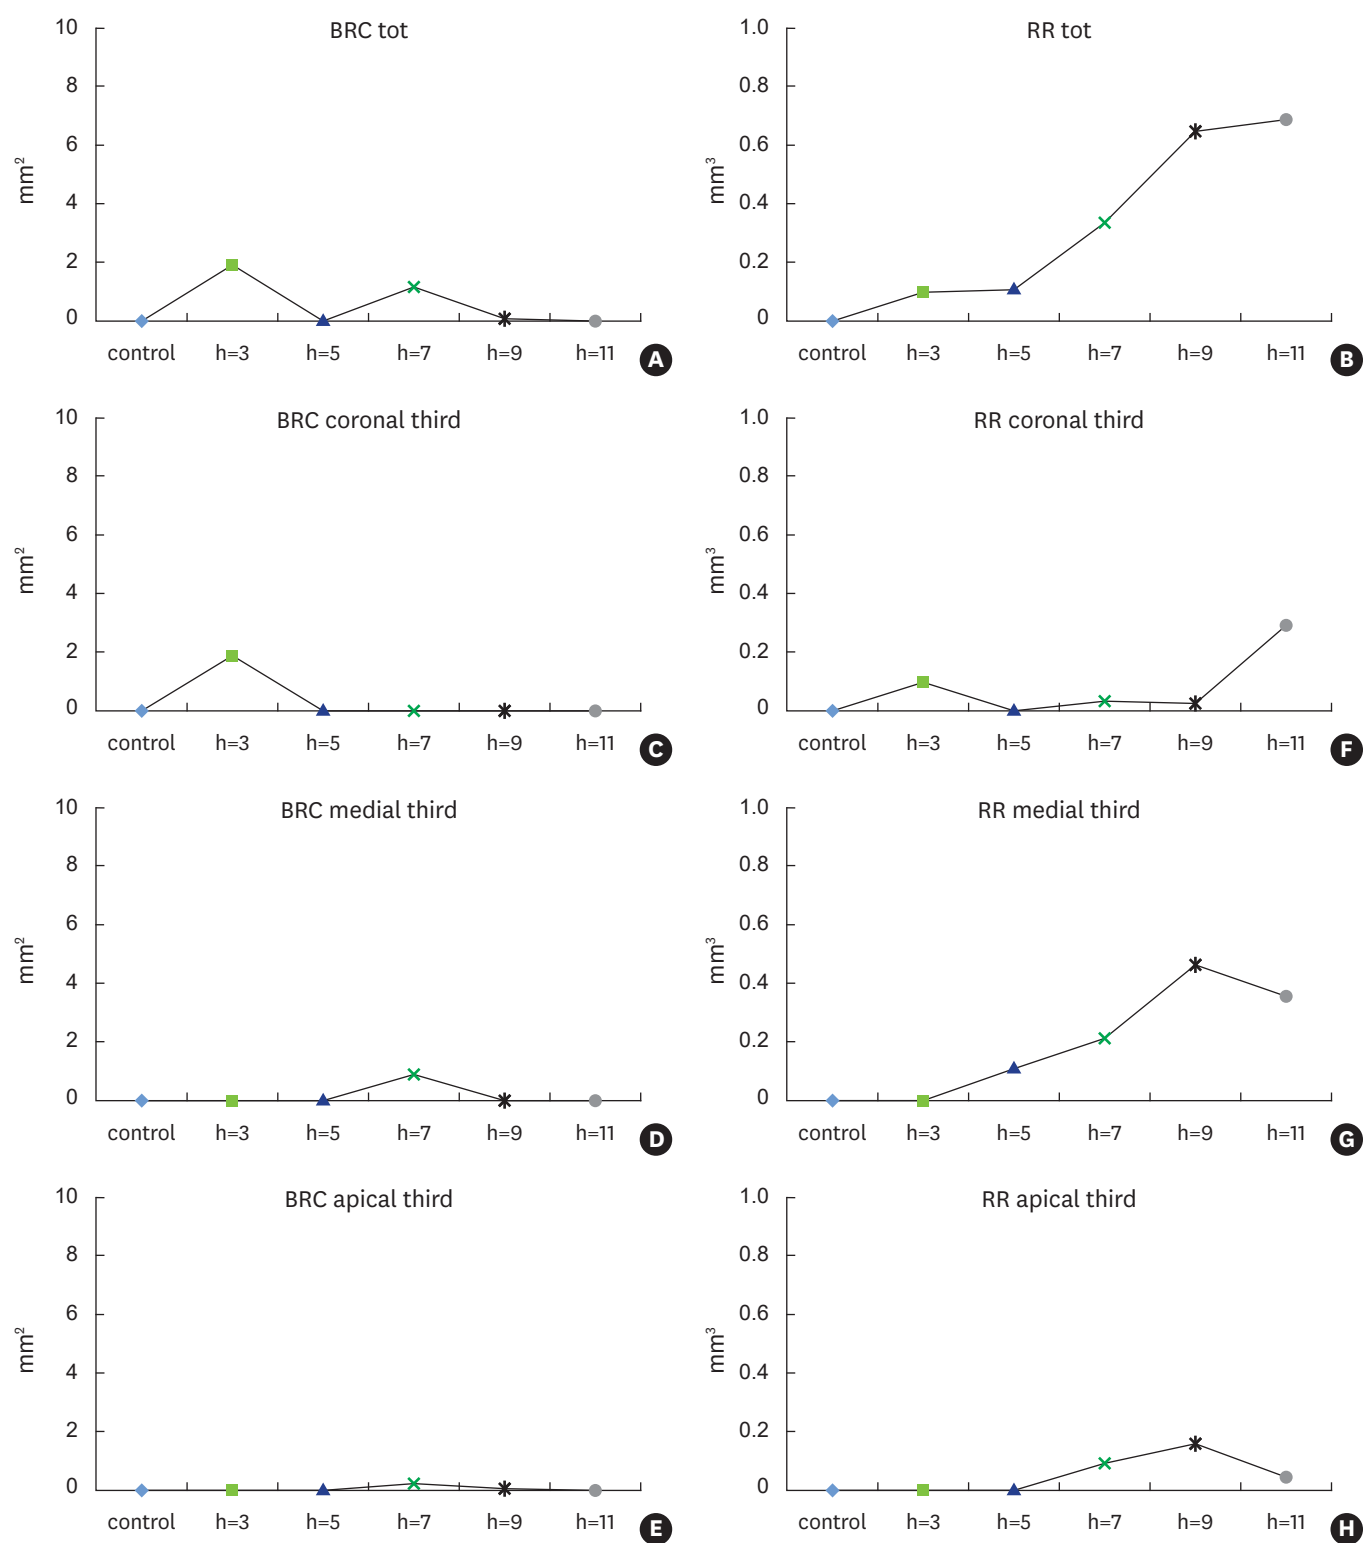 BRC tot
10
8
6
4
2
0
mm²
control h=3 h=5 h=7 h=9 h=11
A
RR tot
1.0
0.8
0.6
0.4
0.2
0
mm³
control h=3 h=5 h=7 h=9 h=11
B
BRC coronal third
10
8
6
4
2
0
mm²
control h=3 h=5 h=7 h=9 h=11
C
RR coronal third
1.0
0.8
0.6
0.4
0.2
0
mm³
control h=3 h=5 h=7 h=9 h=11
F
BRC medial third
10
8
6
4
2
0
mm²
control h=3 h=5 h=7 h=9 h=11
D
RR medial third
1.0
0.8
0.6
0.4
0.2
0
mm³
control h=3 h=5 h=7 h=9 h=11
G
BRC apical third
10
8
6
4
2
0
mm²
control h=3 h=5 h=7 h=9 h=11
E
RR apical third
1.0
0.8
0.6
0.4
0.2
0
mm³
control h=3 h=5 h=7 h=9 h=11
H